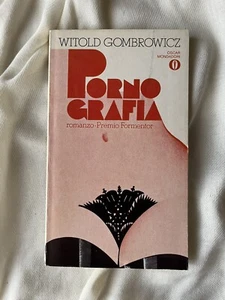 WITOLD GOMBROWICZ
OSCAR
MONDADORI
PORNO
GRAFIA
romanzo·Premio Formentor